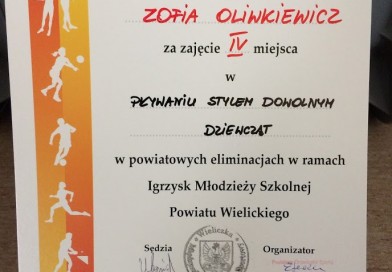 ZOFIA OLINKIEWICZ
za zajęcie IV miejsca
w
PŁYWANIU STYLEM DOWOLNYM
DZIEWCZĄT
w powiatowych eliminacjach w ramach
Igrzysk Młodzieży Szkolnej
Powiatu Wielickiego
Sędzia
Organizator
Wieliczka